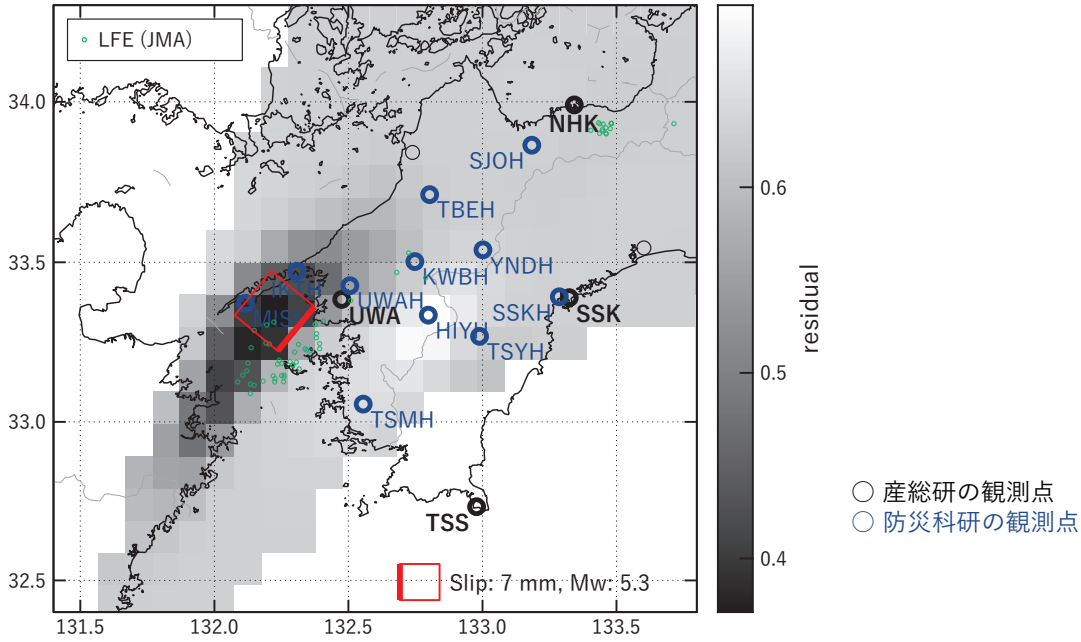 LFE (JMA)
34.0
33.5
33.0
32.5
NHK
SJOH
TBEH
YNDH
KWBH
UWAH
UWA
SSKH
SSK
HIYH
TSYH
TSMH
TSS
Slip: 7 mm, Mw: 5.3
131.5 132.0 132.5 133.0 133.5
0.6
0.5
0.4
residual
○ 産総研の観測点
○ 防災科研の観測点